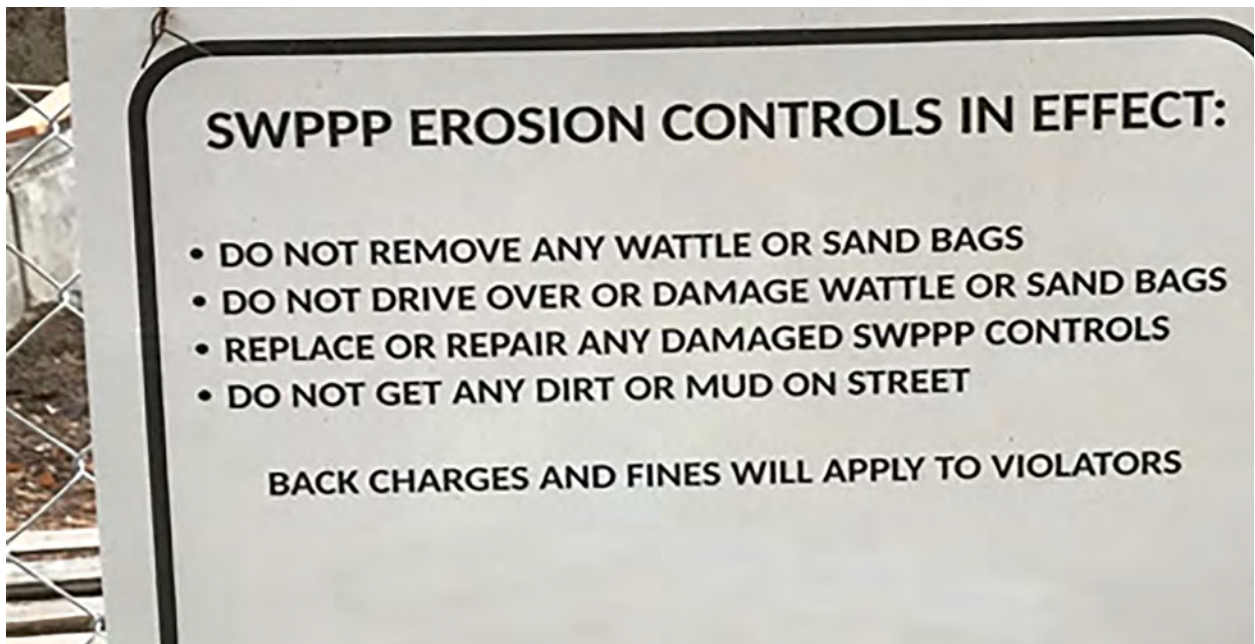 SWPPP EROSION CONTROLS IN EFFECT:
• DO NOT REMOVE ANY WATTLE OR SAND BAGS
• DO NOT DRIVE OVER OR DAMAGE WATTLE OR SAND BAGS
• REPLACE OR REPAIR ANY DAMAGED SWPPP CONTROLS
• DO NOT GET ANY DIRT OR MUD ON STREET
BACK CHARGES AND FINES WILL APPLY TO VIOLATORS